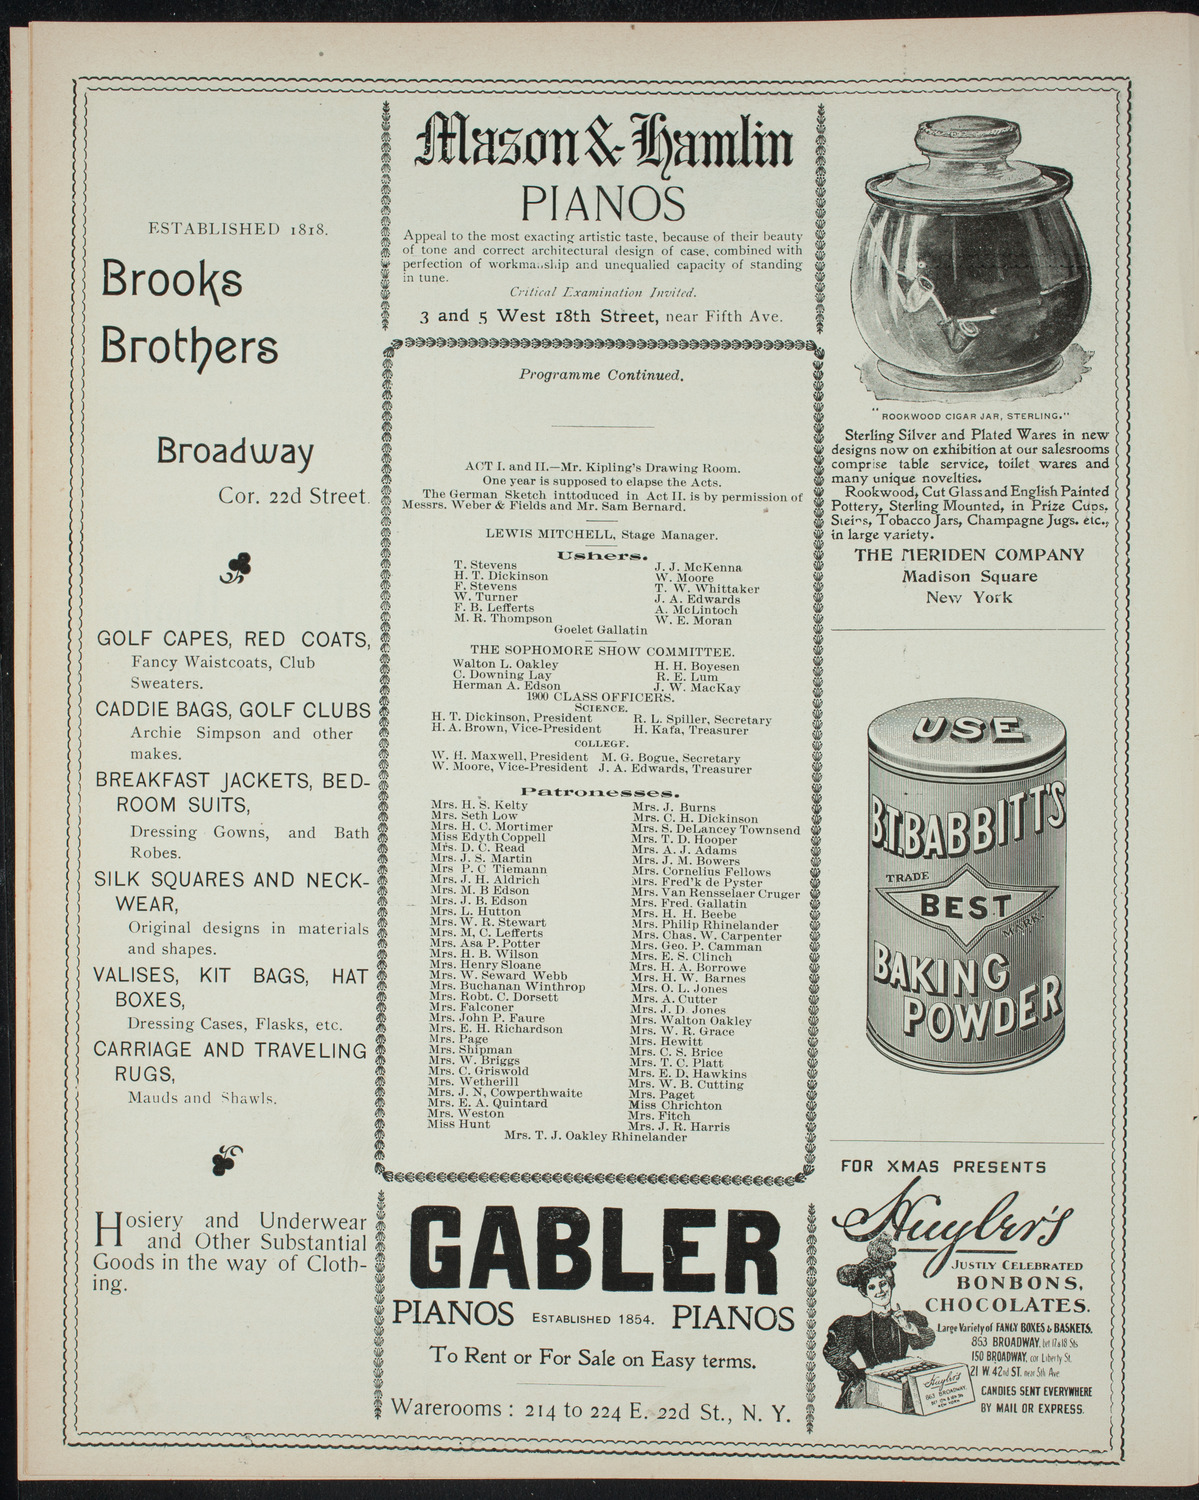 ESTABLISHED 1818.
Brooks
Brothers
Broadway
Cor. 22d Street.
GOLF CAPES, RED COATS,
Fancy Waistcoats, Club
Sweaters.
CADDIE BAGS, GOLF CLUBS
Archie Simpson and other
makes.
BREAKFAST JACKETS, BED-
ROOM SUITS,
Dressing Gowns, and Bath
Robes.
SILK SQUARES AND NECK-
WEAR,
Original designs in materials
and shapes.
VALISES, KIT BAGS, HAT
BOXES,
Dressing Cases, Flasks, etc.
CARRIAGE AND TRAVELING
RUGS,
Mauds and Shawls.
Hosiery and Underwear
and Other Substantial
Goods in the way of Cloth-
ing.
Mason & Hamlin
PIANOS
Appeal to the most exacting artistic taste, because of their beauty
of tone and correct architectural design of case, combined with
perfection of workmanship and unequalled capacity of standing
in tune.
Critical Examination Invited.
3 and 5 West 18th Street, near Fifth Ave.
Programme Continued.
ACT I. and II.—Mr. Kipling's Drawing Room.
One year is supposed to elapse the Acts.
The German Sketch inttoduced in Act II. is by permission of
Messrs. Weber & Fields and Mr. Sam Bernard.
LEWIS MITCHELL, Stage Manager.
Ushers.
T. Stevens J. J. McKenna
H. T. Dickinson W. Moore
F. Stevens T. W. Whittaker
W. Turner J. A. Edwards
F. B. Lefferts A. McLintoch
M. R. Thompson W. E. Moran
Goelet Gallatin
THE SOPHOMORE SHOW COMMITTEE.
Walton L. Oakley H. H. Boyesen
C. Downing Lay R. E. Lum
Herman A. Edson J. W. MacKay
1900 CLASS OFFICERS.
SCIENCE.
H. T. Dickinson, President R. L. Spiller, Secretary
H. A. Brown, Vice-President H. Kafa, Treasurer
COLLEGE.
W. H. Maxwell, President M. G. Bogue, Secretary
W. Moore, Vice-President J. A. Edwards, Treasurer
Patronesses.
Mrs. H. S. Kelty Mrs. J. Burns
Mrs. Seth Low Mrs. C. H. Dickinson
Mrs. H. C. Mortimer Mrs. S. DeLancey Townsend
Miss Edyth Coppell Mrs. T. D. Hooper
Mrs. D. C. Read Mrs. A. J. Adams
Mrs. J. S. Martin Mrs. J. M. Bowers
Mrs P. C Tiemann Mrs. Cornelius Fellows
Mrs. J. H. Aldrich Mrs. Fred'k de Pyster
Mrs. M. B Edson Mrs. Van Rensselaer Cruger
Mrs. J. B. Edson Mrs. Fred. Gallatin
Mrs. L. Hutton Mrs. H. H. Beebe
Mrs. W. R. Stewart Mrs. Philip Rhinelander
Mrs. M, C. Lefferts Mrs. Chas. W. Carpenter
Mrs. Asa P. Potter Mrs. Geo. P. Camman
Mrs. H. B. Wilson Mrs. E. S. Clinch
Mrs. Henry Sloane Mrs. H. A. Borrowe
Mrs. W. Seward Webb Mrs. H. W. Barnes
Mrs. Buchanan Winthrop Mrs. O. L. Jones
Mrs. Robt. C. Dorsett Mrs. A. Cutter
Mrs. Falconer Mrs. J. D. Jones
Mrs. John P. Faure Mrs. Walton Oakley
Mrs. E. H. Richardson Mrs. W. R. Grace
Mrs. Page Mrs. Hewitt
Mrs. Shipman Mrs. C. S. Brice
Mrs. W. Briggs Mrs. T. C. Platt
Mrs. C. Griswold Mrs. E. D. Hawkins
Mrs. Wetherill Mrs. W. B. Cutting
Mrs. J. N, Cowperthwaite Mrs. Paget
Mrs. E. A. Quintard Miss Chrichton
Mrs. Weston Mrs. Fitch
Miss Hunt Mrs. J. R. Harris
Mrs. T. J. Oakley Rhinelander
GABLER
PIANOS ESTABLISHED 1854. PIANOS
To Rent or For Sale on Easy terms.
Warerooms : 214 to 224 E. 22d St., N. Y.
"ROOKWOOD CIGAR JAR, STERLING."
Sterling Silver and Plated Wares in new
designs now on exhibition at our salesrooms
comprise table service, toilet wares and
many unique novelties.
Rookwood, Cut Glass and English Painted
Pottery, Sterling Mounted, in Prize Cups,
Steins, Tobacco Jars, Champagne Jugs. etc.,
in large variety.
THE MERIDEN COMPANY
Madison Square
New York
USE
B.T. BABBITT'S
TRADE
BEST
MARK.
BAKING
POWDER
FOR XMAS PRESENTS
Huyler's
JUSTLY CELEBRATED
BONBONS,
CHOCOLATES.
Large Variety of FANCY BOXES & BASKETS.
863 BROADWAY, bet 17 & 18 Sts
150 BROADWAY, cor Liberty St.
21 W. 42nd ST. near 5th Ave
CANDIES SENT EVERYWHERE
BY MAIL OR EXPRESS.
Huyler's
863 BROADWAY
NEW YORK